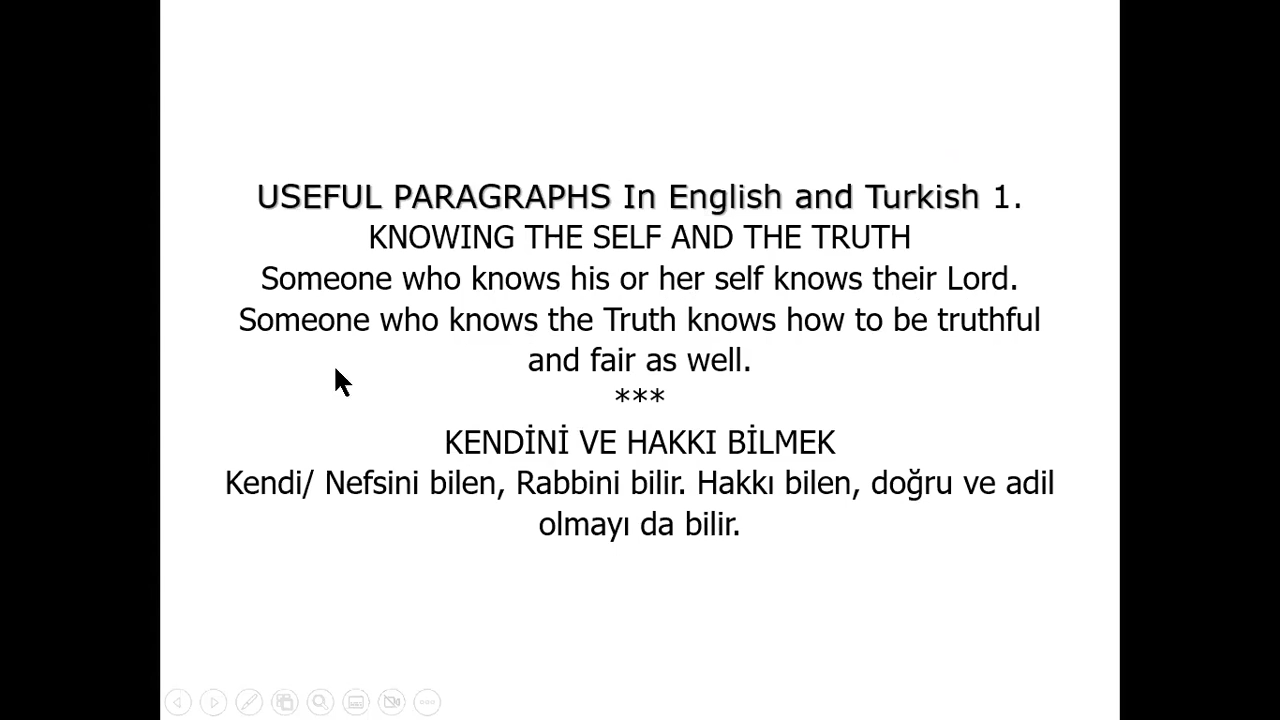 USEFUL PARAGRAPHS In English and Turkish 1.
KNOWING THE SELF AND THE TRUTH
Someone who knows his or her self knows their Lord.
Someone who knows the Truth knows how to be truthful
and fair as well.
***
KENDİNİ VE HAKKI BİLMEK
Kendi/ Nefsini bilen, Rabbini bilir. Hakkı bilen, doğru ve adil
olmayı da bilir.